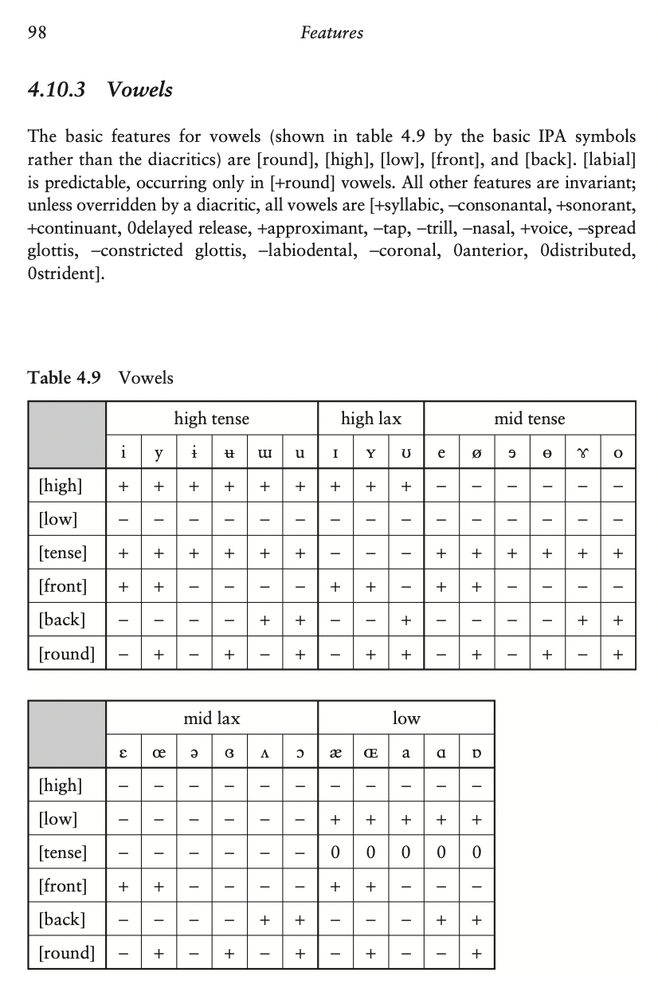 98 Features
4.10.3 Vowels
The basic features for vowels (shown in table 4.9 by the basic IPA symbols
rather than the diacritics) are [round], [high], [low], [front], and [back]. [labial]
is predictable, occurring only in [+round] vowels. All other features are invariant;
unless overridden by a diacritic, all vowels are [+syllabic, –consonantal, +sonorant,
+continuant, 0delayed release, +approximant, –tap, –trill, –nasal, +voice, –spread
glottis, –constricted glottis, –labiodental, –coronal, 0anterior, 0distributed,
0strident].
Table 4.9 Vowels
high tense high lax mid tense
i y ɨ ʉ ɯ u ɪ ʏ ʊ e ø ɘ ɵ ɤ o
[high] + + + + + + + + + – – – – – –
[low] – – – – – – – – – – – – – – –
[tense] + + + + + + – – – + + + + + +
[front] + + – – – – + + – + + – – – –
[back] – – – – + + – – + – – – – + +
[round] – + – + – + – + + – + – + – +
mid lax low
ɛ œ ə ɞ ʌ ɔ æ ɶ a ɑ ɒ
[high] – – – – – – – – – – –
[low] – – – – – – + + + + +
[tense] – – – – – – 0 0 0 0 0
[front] + + – – – – + + – – –
[back] – – – – + + – – – + +
[round] – + – + – + – + – – +